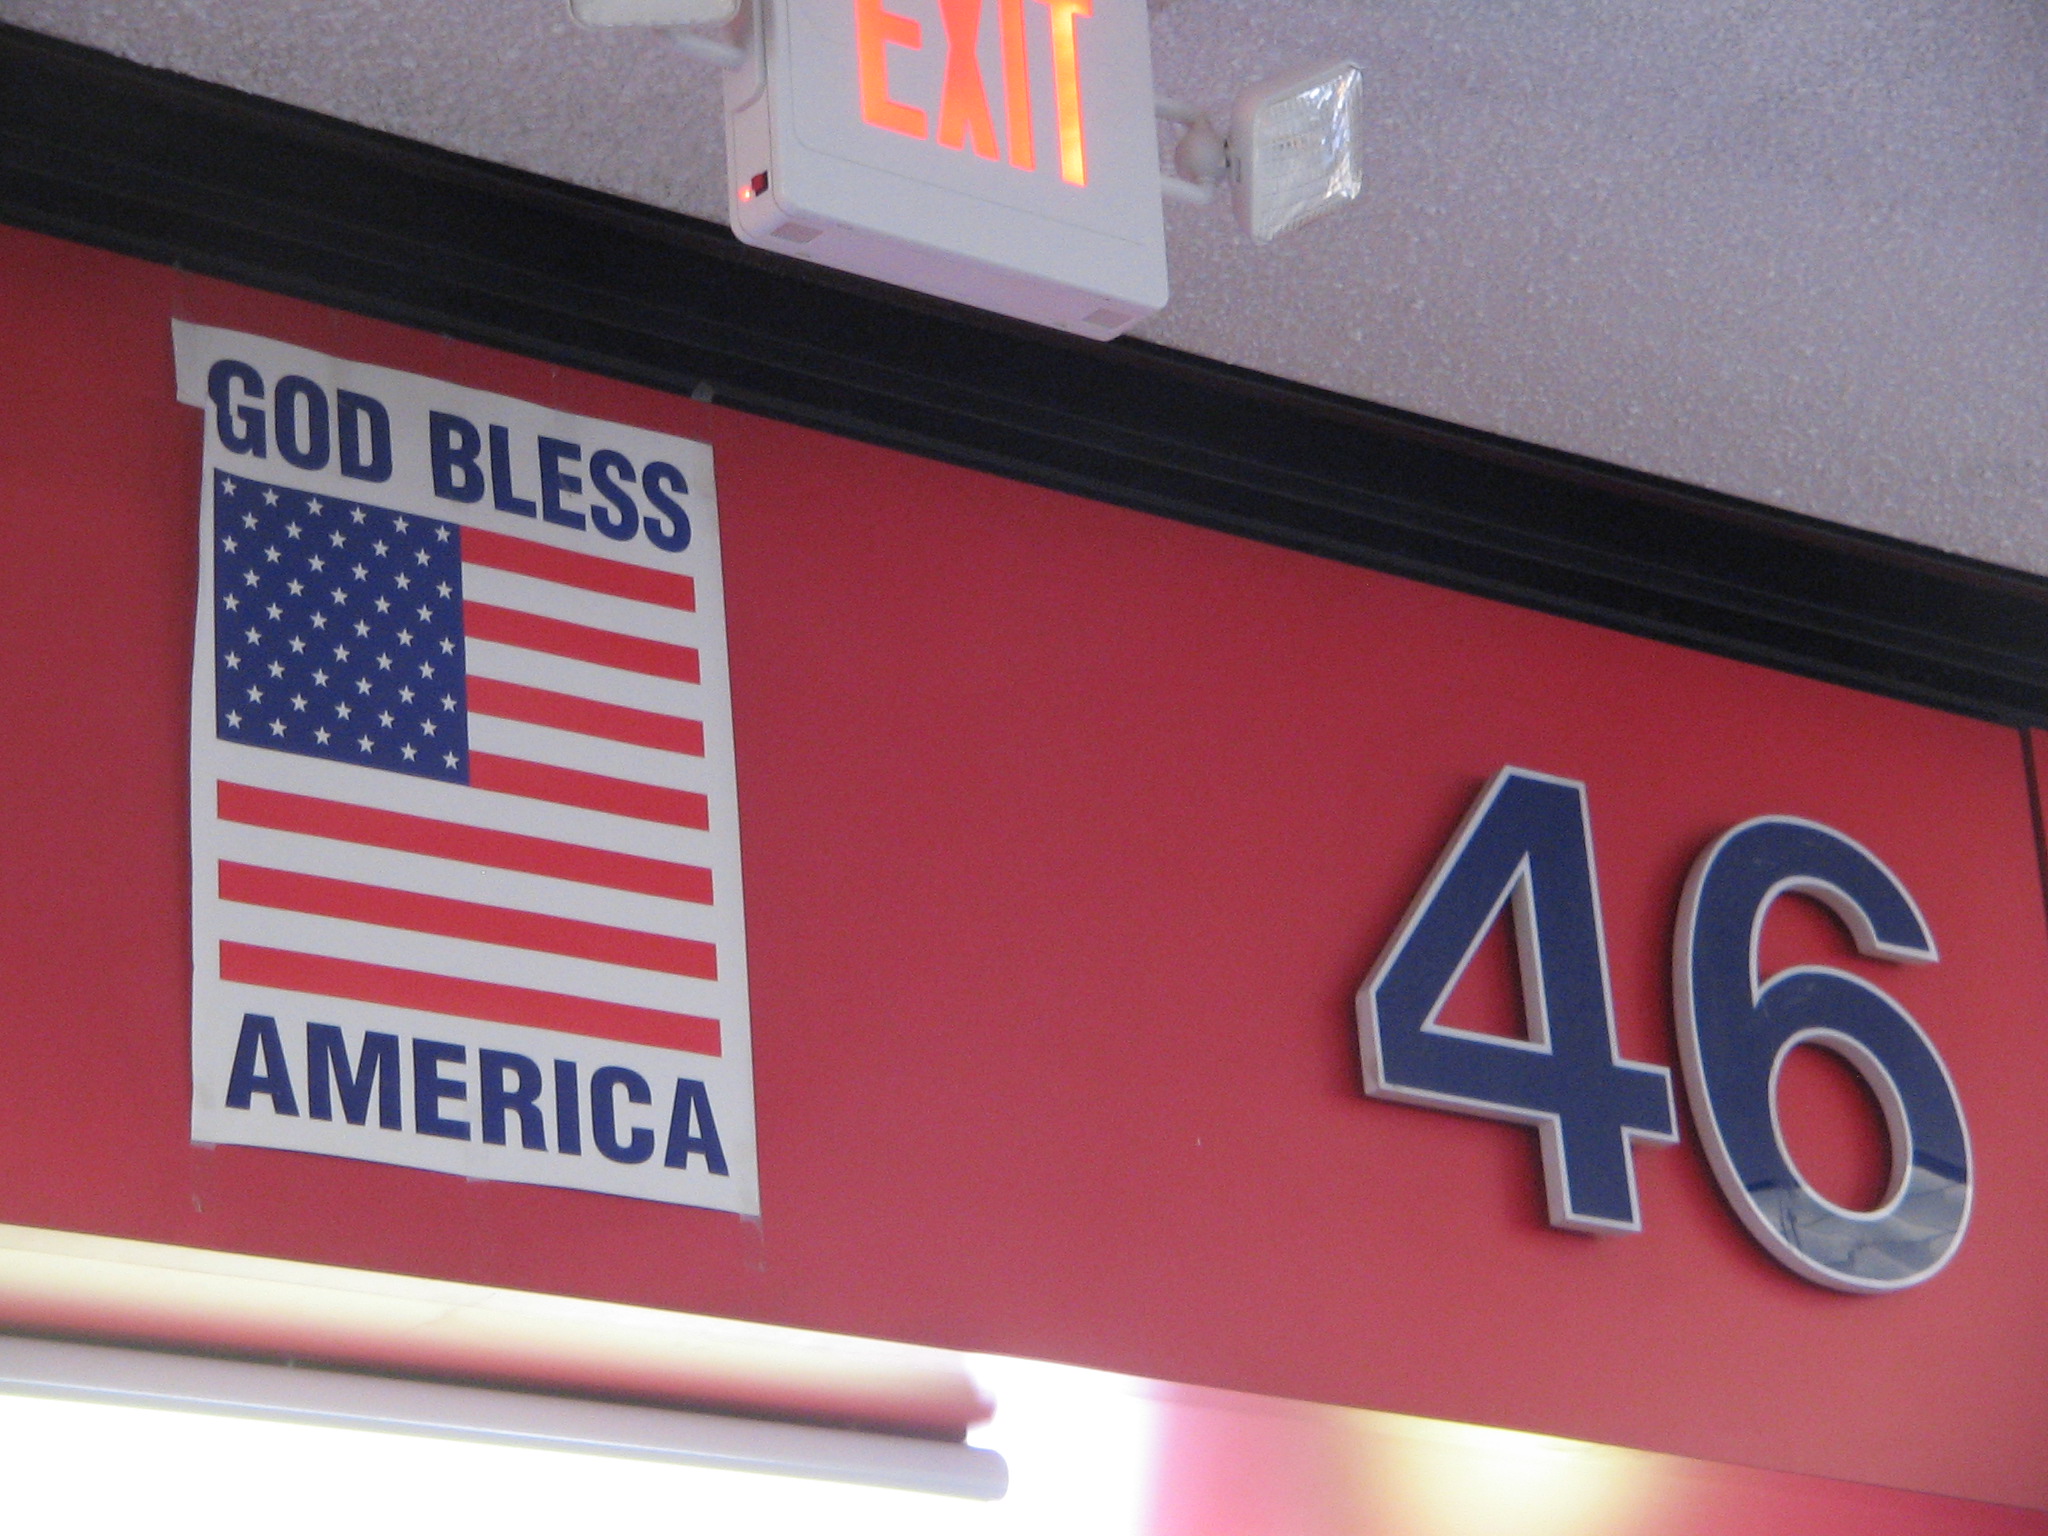 EXIT
GOD BLESS
AMERICA
46